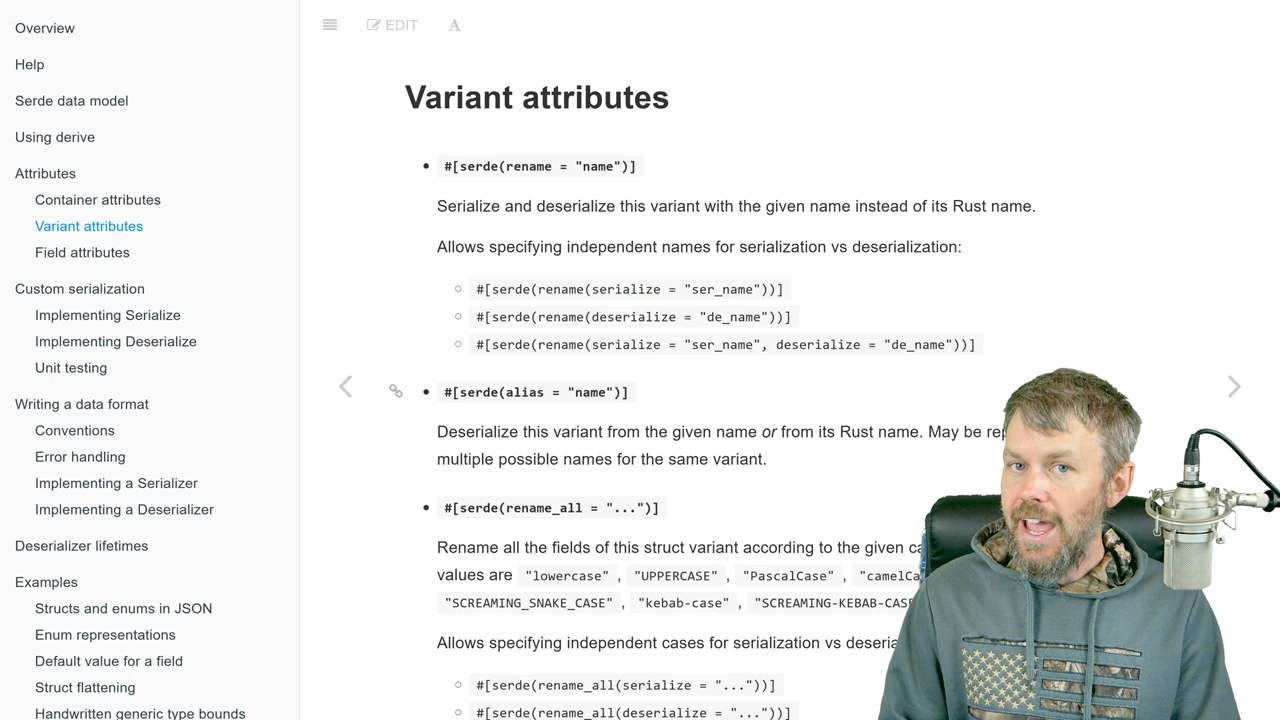 Overview
Help
Serde data model
Using derive
Attributes
Container attributes
Variant attributes
Field attributes
Custom serialization
Implementing Serialize
Implementing Deserialize
Unit testing
Writing a data format
Conventions
Error handling
Implementing a Serializer
Implementing a Deserializer
Deserializer lifetimes
Examples
Structs and enums in JSON
Enum representations
Default value for a field
Struct flattening
Handwritten generic type bounds
EDIT
A
Variant attributes
#[serde(rename = "name")]
Serialize and deserialize this variant with the given name instead of its Rust name.
Allows specifying independent names for serialization vs deserialization:
#[serde(rename(serialize = "ser_name"))]
#[serde(rename(deserialize = "de_name"))]
#[serde(rename(serialize = "ser_name", deserialize = "de_name"))]
#[serde(alias = "name")]
Deserialize this variant from the given name or from its Rust name. May be
multiple possible names for the same variant.
#[serde(rename_all = "...")]
Rename all the fields of this struct variant according to the given
values are "lowercase" , "UPPERCASE" , "PascalCase" , "camelCa
"SCREAMING_SNAKE_CASE" , "kebab-case" , "SCREAMING-KEBAB-CASE
Allows specifying independent cases for serialization vs deseria
#[serde(rename_all(serialize = "..."))]
#[serde(rename_all(deserialize = "..."))]